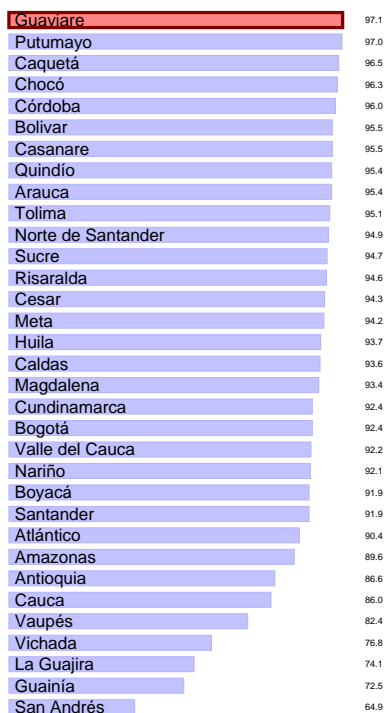 Guaviare 97.1
Putumayo 97.0
Caquetá 96.5
Chocó 96.3
Córdoba 96.0
Bolivar 95.5
Casanare 95.5
Quindío 95.4
Arauca 95.4
Tolima 95.1
Norte de Santander 94.9
Sucre 94.7
Risaralda 94.6
Cesar 94.3
Meta 94.2
Huila 93.7
Caldas 93.6
Magdalena 93.4
Cundinamarca 92.4
Bogotá 92.4
Valle del Cauca 92.2
Nariño 92.1
Boyacá 91.9
Santander 91.9
Atlántico 90.4
Amazonas 89.6
Antioquia 86.6
Cauca 86.0
Vaupés 82.4
Vichada 76.8
La Guajira 74.1
Guainía 72.5
San Andrés 64.9